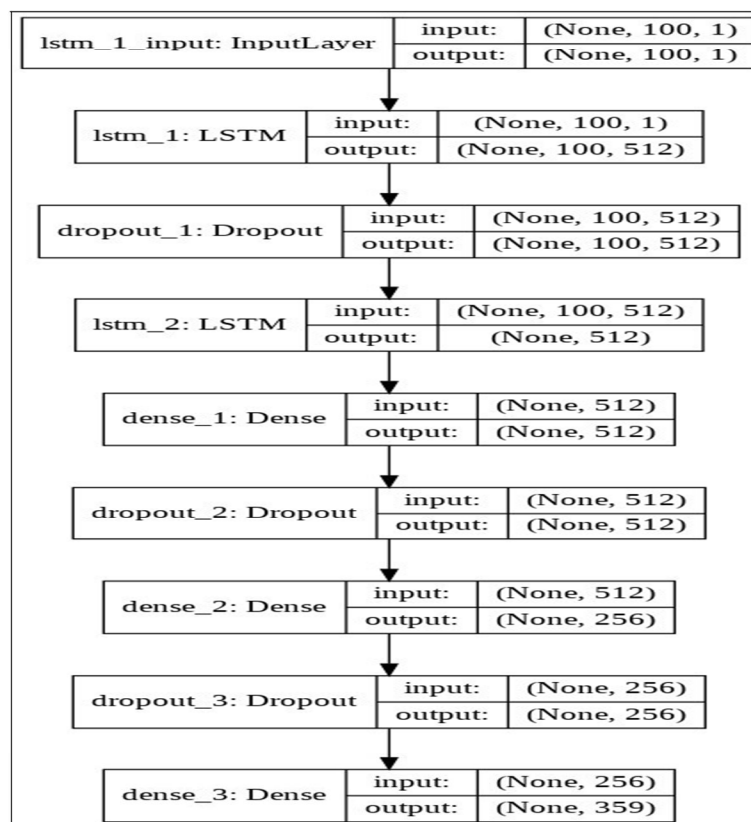 lstm_1_input: InputLayer
input: (None, 100, 1)
output: (None, 100, 1)
lstm_1: LSTM
input: (None, 100, 1)
output: (None, 100, 512)
dropout_1: Dropout
input: (None, 100, 512)
output: (None, 100, 512)
lstm_2: LSTM
input: (None, 100, 512)
output: (None, 512)
dense_1: Dense
input: (None, 512)
output: (None, 512)
dropout_2: Dropout
input: (None, 512)
output: (None, 512)
dense_2: Dense
input: (None, 512)
output: (None, 256)
dropout_3: Dropout
input: (None, 256)
output: (None, 256)
dense_3: Dense
input: (None, 256)
output: (None, 359)